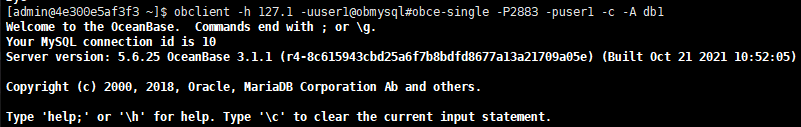 [admin@4e300e5af3f3 ~]$ obclient -h 127.1 -uuser1@obmysql#obce-single -P2883 -puser1 -c -A db1
Welcome to the OceanBase.  Commands end with ; or \g.
Your MySQL connection id is 10
Server version: 5.6.25 OceanBase 3.1.1 (r4-8c615943cbd25a6f7b8bdfd8677a13a21709a05e) (Built Oct 21 2021 10:52:05)
Copyright (c) 2000, 2018, Oracle, MariaDB Corporation Ab and others.
Type 'help;' or '\h' for help. Type '\c' to clear the current input statement.